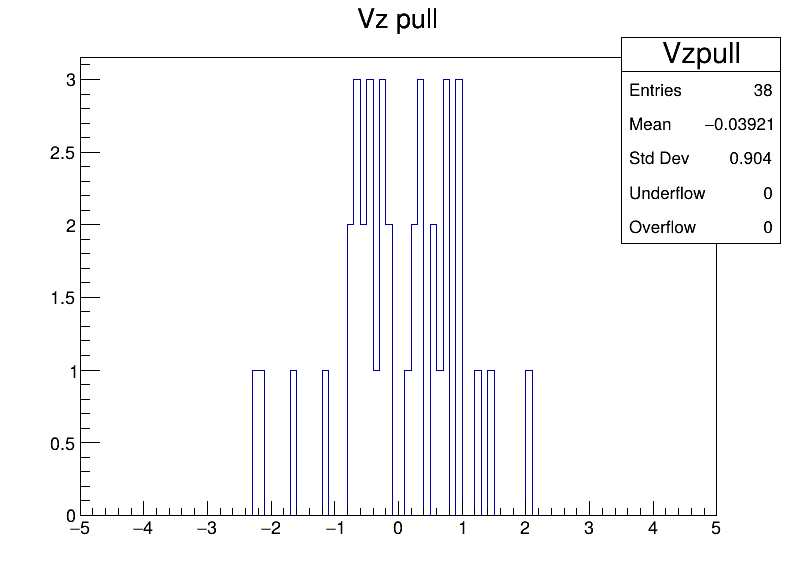 Vz pull
Vzpull
Entries 38
Mean −0.03921
Std Dev 0.904
Underflow 0
Overflow 0
3
2.5
2
1.5
1
0.5
0
−5 −4 −3 −2 −1 0 1 2 3 4 5